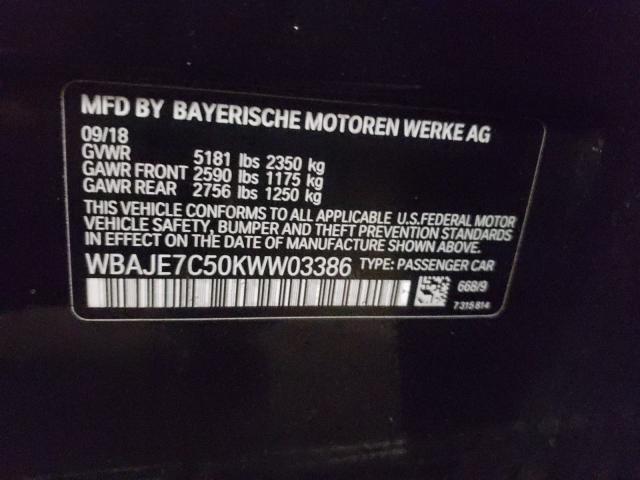 MFD BY BAYERISCHE MOTOREN WERKE AG
09/18
GVWR 5181 lbs 2350 kg
GAWR FRONT 2590 lbs 1175 kg
GAWR REAR 2756 lbs 1250 kg
THIS VEHICLE CONFORMS TO ALL APPLICABLE U.S.FEDERAL MOTOR
VEHICLE SAFETY, BUMPER AND THEFT PREVENTION STANDARDS
IN EFFECT ON THE DATE OF MANUFACTURE SHOWN ABOVE.
WBAJE7C50KWW03386 TYPE: PASSENGER CAR
668/9
7315814